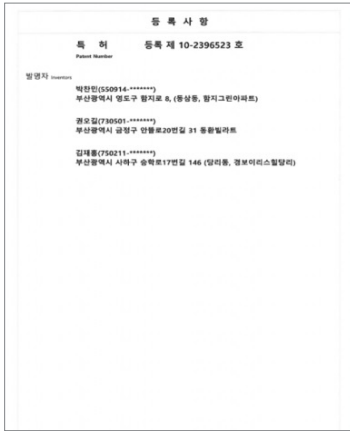 등 록 사 항
특 허 등록 제 10-2396523 호
Patent Number
발명자 Inventors
박찬민(550914-*******)
부산광역시 영도구 함지로 8, (동삼동, 함지그린아파트)
권오길(730501-*******)
부산광역시 금정구 안뜰로20번길 31 동환빌라트
김재홍(750211-*******)
부산광역시 사하구 승학로17번길 146 (당리동, 경보이리스힐당리)